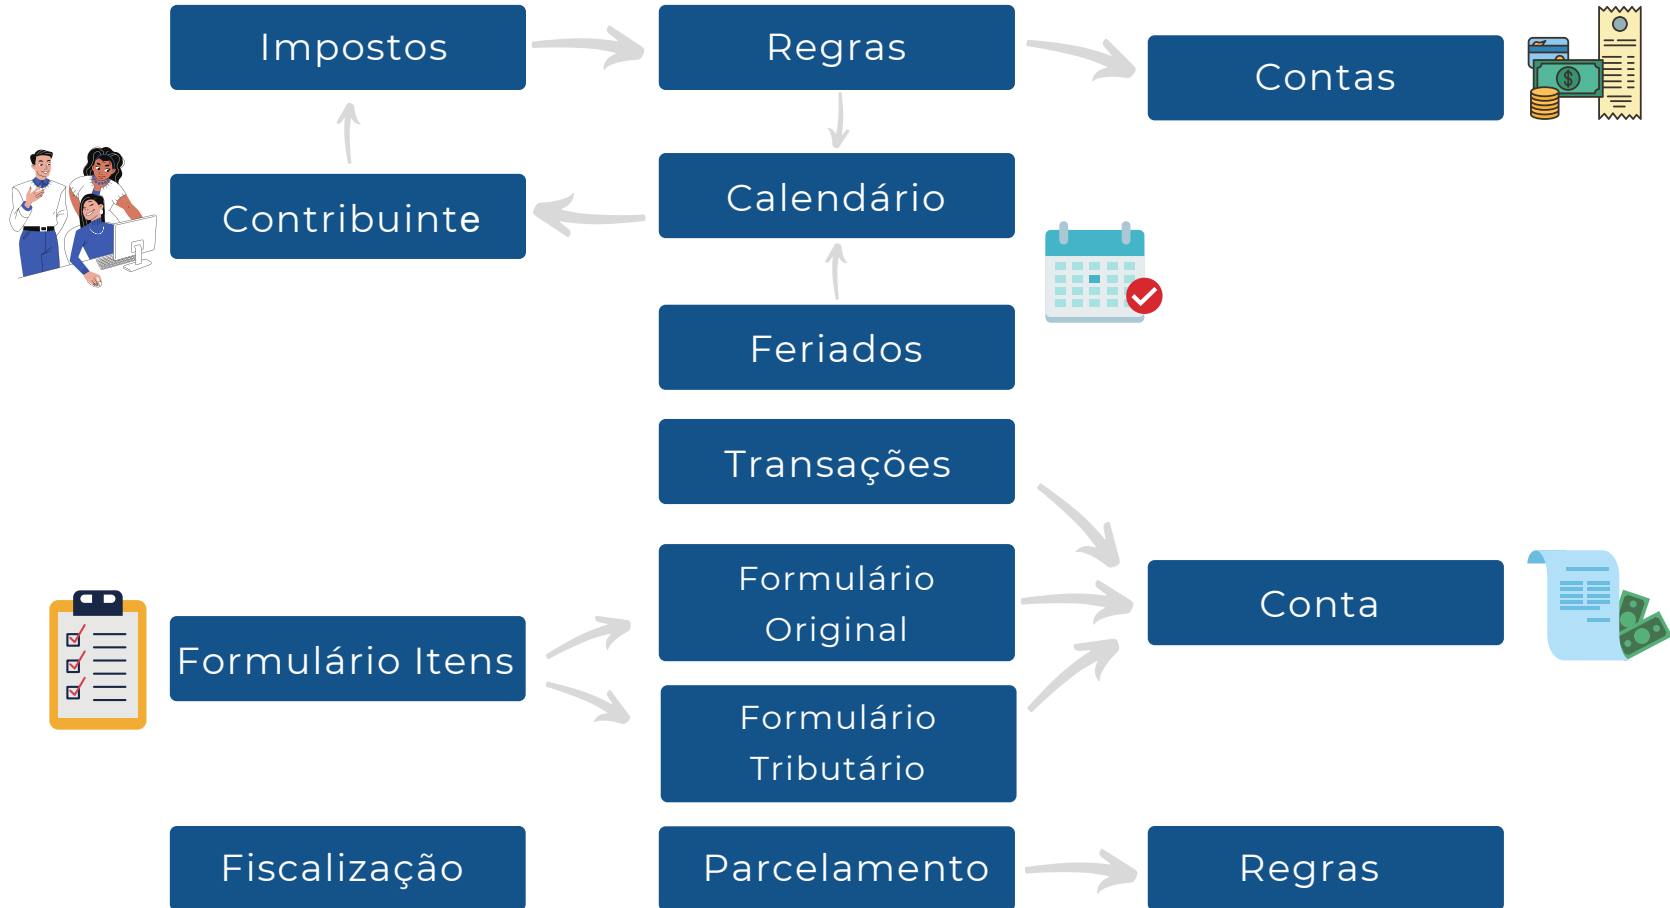 Impostos
Regras
Contas
Contribuinte
Calendário
Feriados
Transações
Formulário Itens
Formulário
Original
Formulário
Tributário
Conta
Fiscalização
Parcelamento
Regras